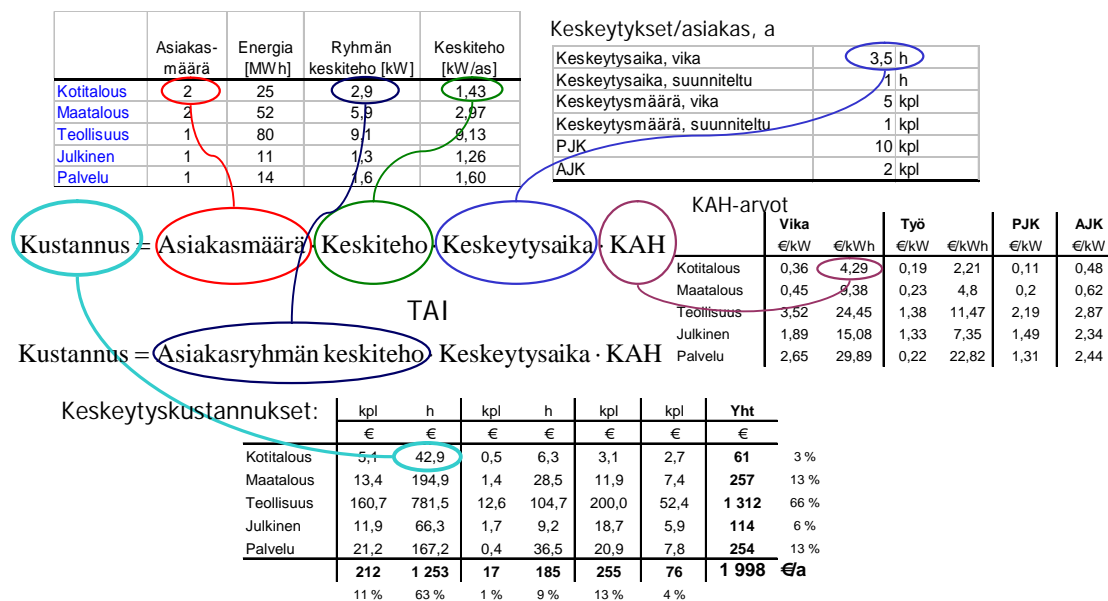 Asiakas- Energia Ryhmän Keskiteho
määrä [MWh] keskiteho [kW] [kW/as]
Kotitalous 2 25 2,9 1,43
Maatalous 2 52 5,9 2,97
Teollisuus 1 80 9,1 9,13
Julkinen 1 11 1,3 1,26
Palvelu 1 14 1,6 1,60
Keskeytykset/asiakas, a
Keskeytysaika, vika 3,5 h
Keskeytysaika, suunniteltu 1 h
Keskeytysmäärä, vika 5 kpl
Keskeytysmäärä, suunniteltu 1 kpl
PJK 10 kpl
AJK 2 kpl
Kustannus = Asiakasmäärä · Keskiteho · Keskeytysaika · KAH
TAI
Kustannus = Asiakasryhmän keskiteho · Keskeytysaika · KAH
KAH-arvot
Vika Työ PJK AJK
€/kW €/kWh €/kW €/kWh €/kW €/kW
Kotitalous 0,36 4,29 0,19 2,21 0,11 0,48
Maatalous 0,45 9,38 0,23 4,8 0,2 0,62
Teollisuus 3,52 24,45 1,38 11,47 2,19 2,87
Julkinen 1,89 15,08 1,33 7,35 1,49 2,34
Palvelu 2,65 29,89 0,22 22,82 1,31 2,44
Keskeytyskustannukset:
kpl h kpl h kpl kpl Yht
€ € € € € € €
Kotitalous 5,1 42,9 0,5 6,3 3,1 2,7 61 3 %
Maatalous 13,4 194,9 1,4 28,5 11,9 7,4 257 13 %
Teollisuus 160,7 781,5 12,6 104,7 200,0 52,4 1 312 66 %
Julkinen 11,9 66,3 1,7 9,2 18,7 5,9 114 6 %
Palvelu 21,2 167,2 0,4 36,5 20,9 7,8 254 13 %
212 1 253 17 185 255 76 1 998 €/a
11 % 63 % 1 % 9 % 13 % 4 %